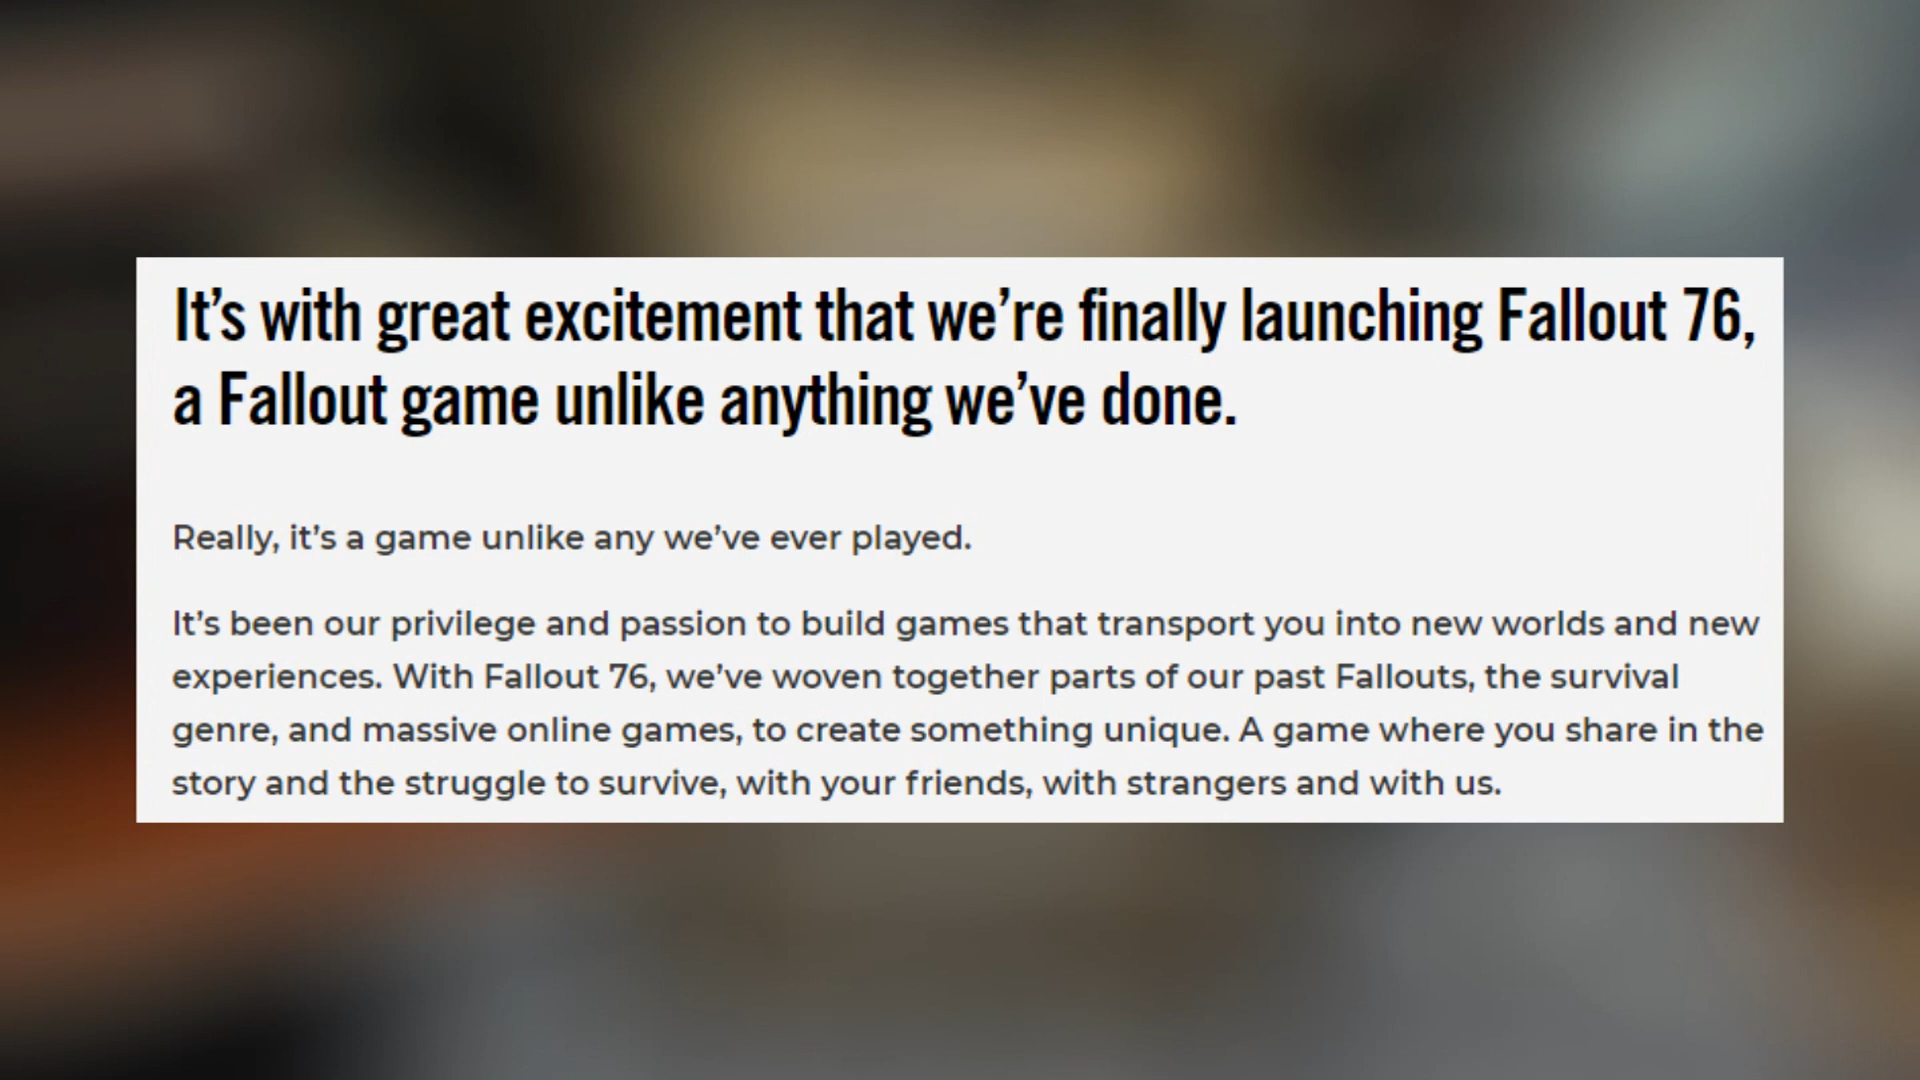 It’s with great excitement that we’re finally launching Fallout 76,
a Fallout game unlike anything we’ve done.
Really, it’s a game unlike any we’ve ever played.
It’s been our privilege and passion to build games that transport you into new worlds and new
experiences. With Fallout 76, we’ve woven together parts of our past Fallouts, the survival
genre, and massive online games, to create something unique. A game where you share in the
story and the struggle to survive, with your friends, with strangers and with us.